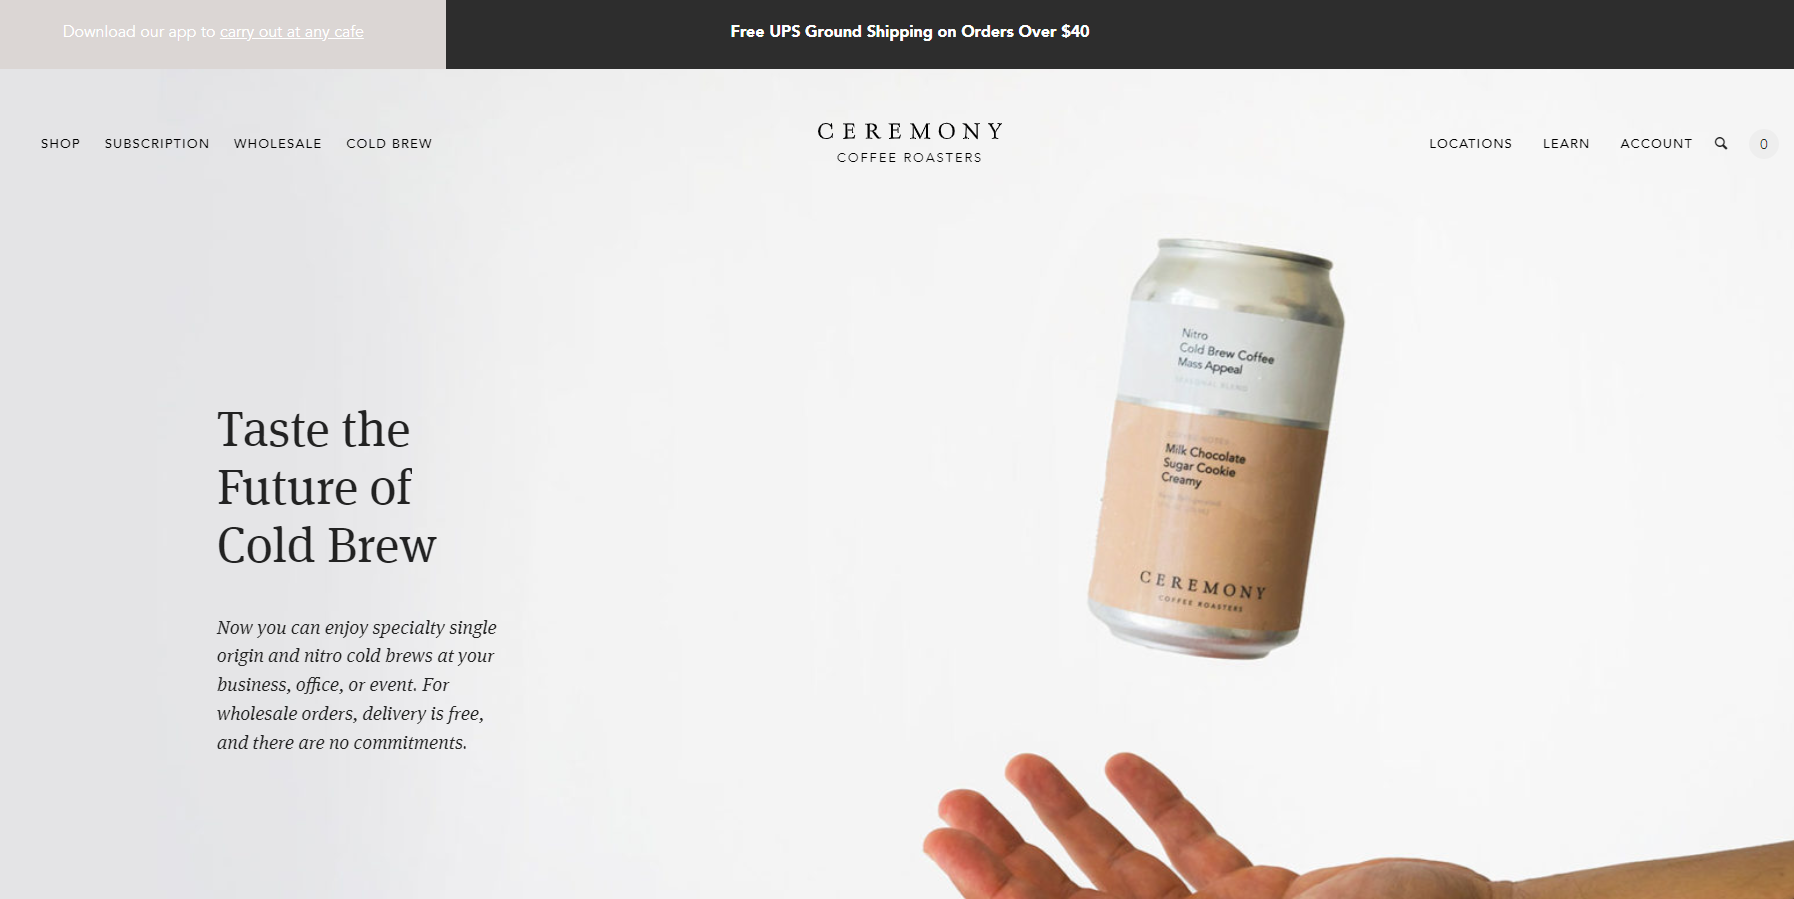 Download our app to carry out at any cafe
Free UPS Ground Shipping on Orders Over $40
SHOP SUBSCRIPTION WHOLESALE COLD BREW
CEREMONY
COFFEE ROASTERS
LOCATIONS LEARN ACCOUNT 0
Taste the
Future of
Cold Brew
Now you can enjoy specialty single
origin and nitro cold brews at your
business, office, or event. For
wholesale orders, delivery is free,
and there are no commitments.
Nitro
Cold Brew Coffee
Mass Appeal
SEASONAL BLEND
Milk Chocolate
Sugar Cookie
Creamy
CEREMONY
COFFEE ROASTERS